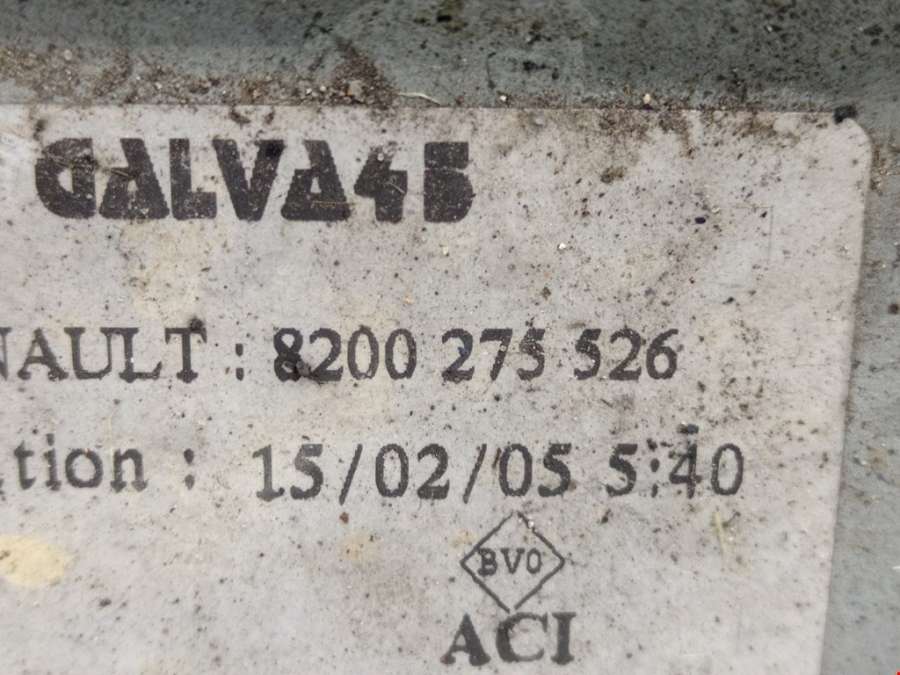 GALVA45
NAULT : 8200 275 526
tion : 15/02/05 5:40
BVO
ACI